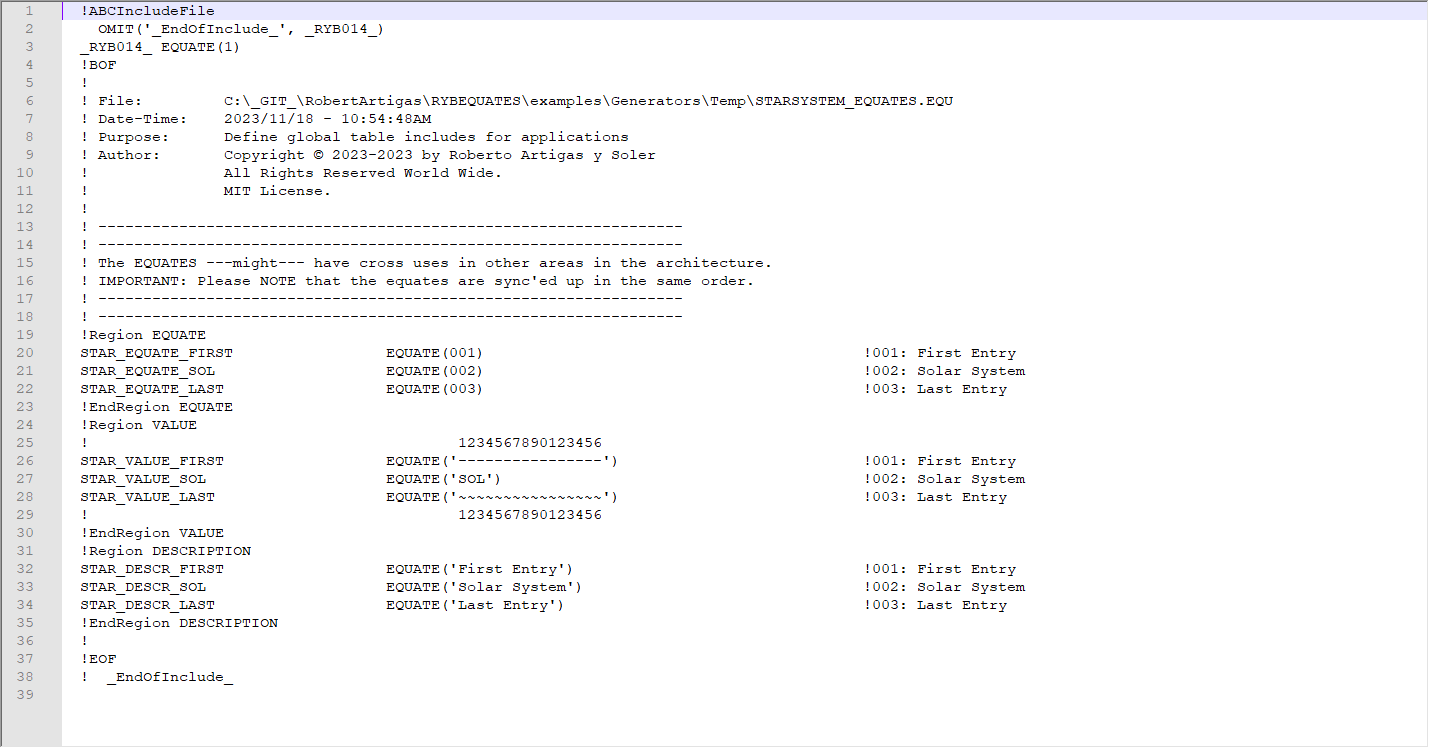 1 !ABCIncludeFile
2   OMIT('_EndOfInclude_', _RYB014_)
3 _RYB014_ EQUATE(1)
4 !BOF
5 !
6 ! File:         C:\_GIT_\RobertArtigas\RYBEQUATES\examples\Generators\Temp\STARSYSTEM_EQUATES.EQU
7 ! Date-Time:    2023/11/18 - 10:54:48AM
8 ! Purpose:      Define global table includes for applications
9 ! Author:       Copyright © 2023-2023 by Roberto Artigas y Soler
10 !               All Rights Reserved World Wide.
11 !               MIT License.
12 !
13 ! -----------------------------------------------------------------
14 ! -----------------------------------------------------------------
15 ! The EQUATES ---might--- have cross uses in other areas in the architecture.
16 ! IMPORTANT: Please NOTE that the equates are sync'ed up in the same order.
17 ! -----------------------------------------------------------------
18 ! -----------------------------------------------------------------
19 !Region EQUATE
20 STAR_EQUATE_FIRST                 EQUATE(001)                                          !001: First Entry
21 STAR_EQUATE_SOL                   EQUATE(002)                                          !002: Solar System
22 STAR_EQUATE_LAST                  EQUATE(003)                                          !003: Last Entry
23 !EndRegion EQUATE
24 !Region VALUE
25 !                                         1234567890123456
26 STAR_VALUE_FIRST                  EQUATE('----------------')                           !001: First Entry
27 STAR_VALUE_SOL                    EQUATE('SOL')                                        !002: Solar System
28 STAR_VALUE_LAST                   EQUATE('~~~~~~~~~~~~~~~~')                           !003: Last Entry
29 !                                         1234567890123456
30 !EndRegion VALUE
31 !Region DESCRIPTION
32 STAR_DESCR_FIRST                  EQUATE('First Entry')                                !001: First Entry
33 STAR_DESCR_SOL                    EQUATE('Solar System')                               !002: Solar System
34 STAR_DESCR_LAST                   EQUATE('Last Entry')                                 !003: Last Entry
35 !EndRegion DESCRIPTION
36 !
37 !EOF
38 !  _EndOfInclude_
39